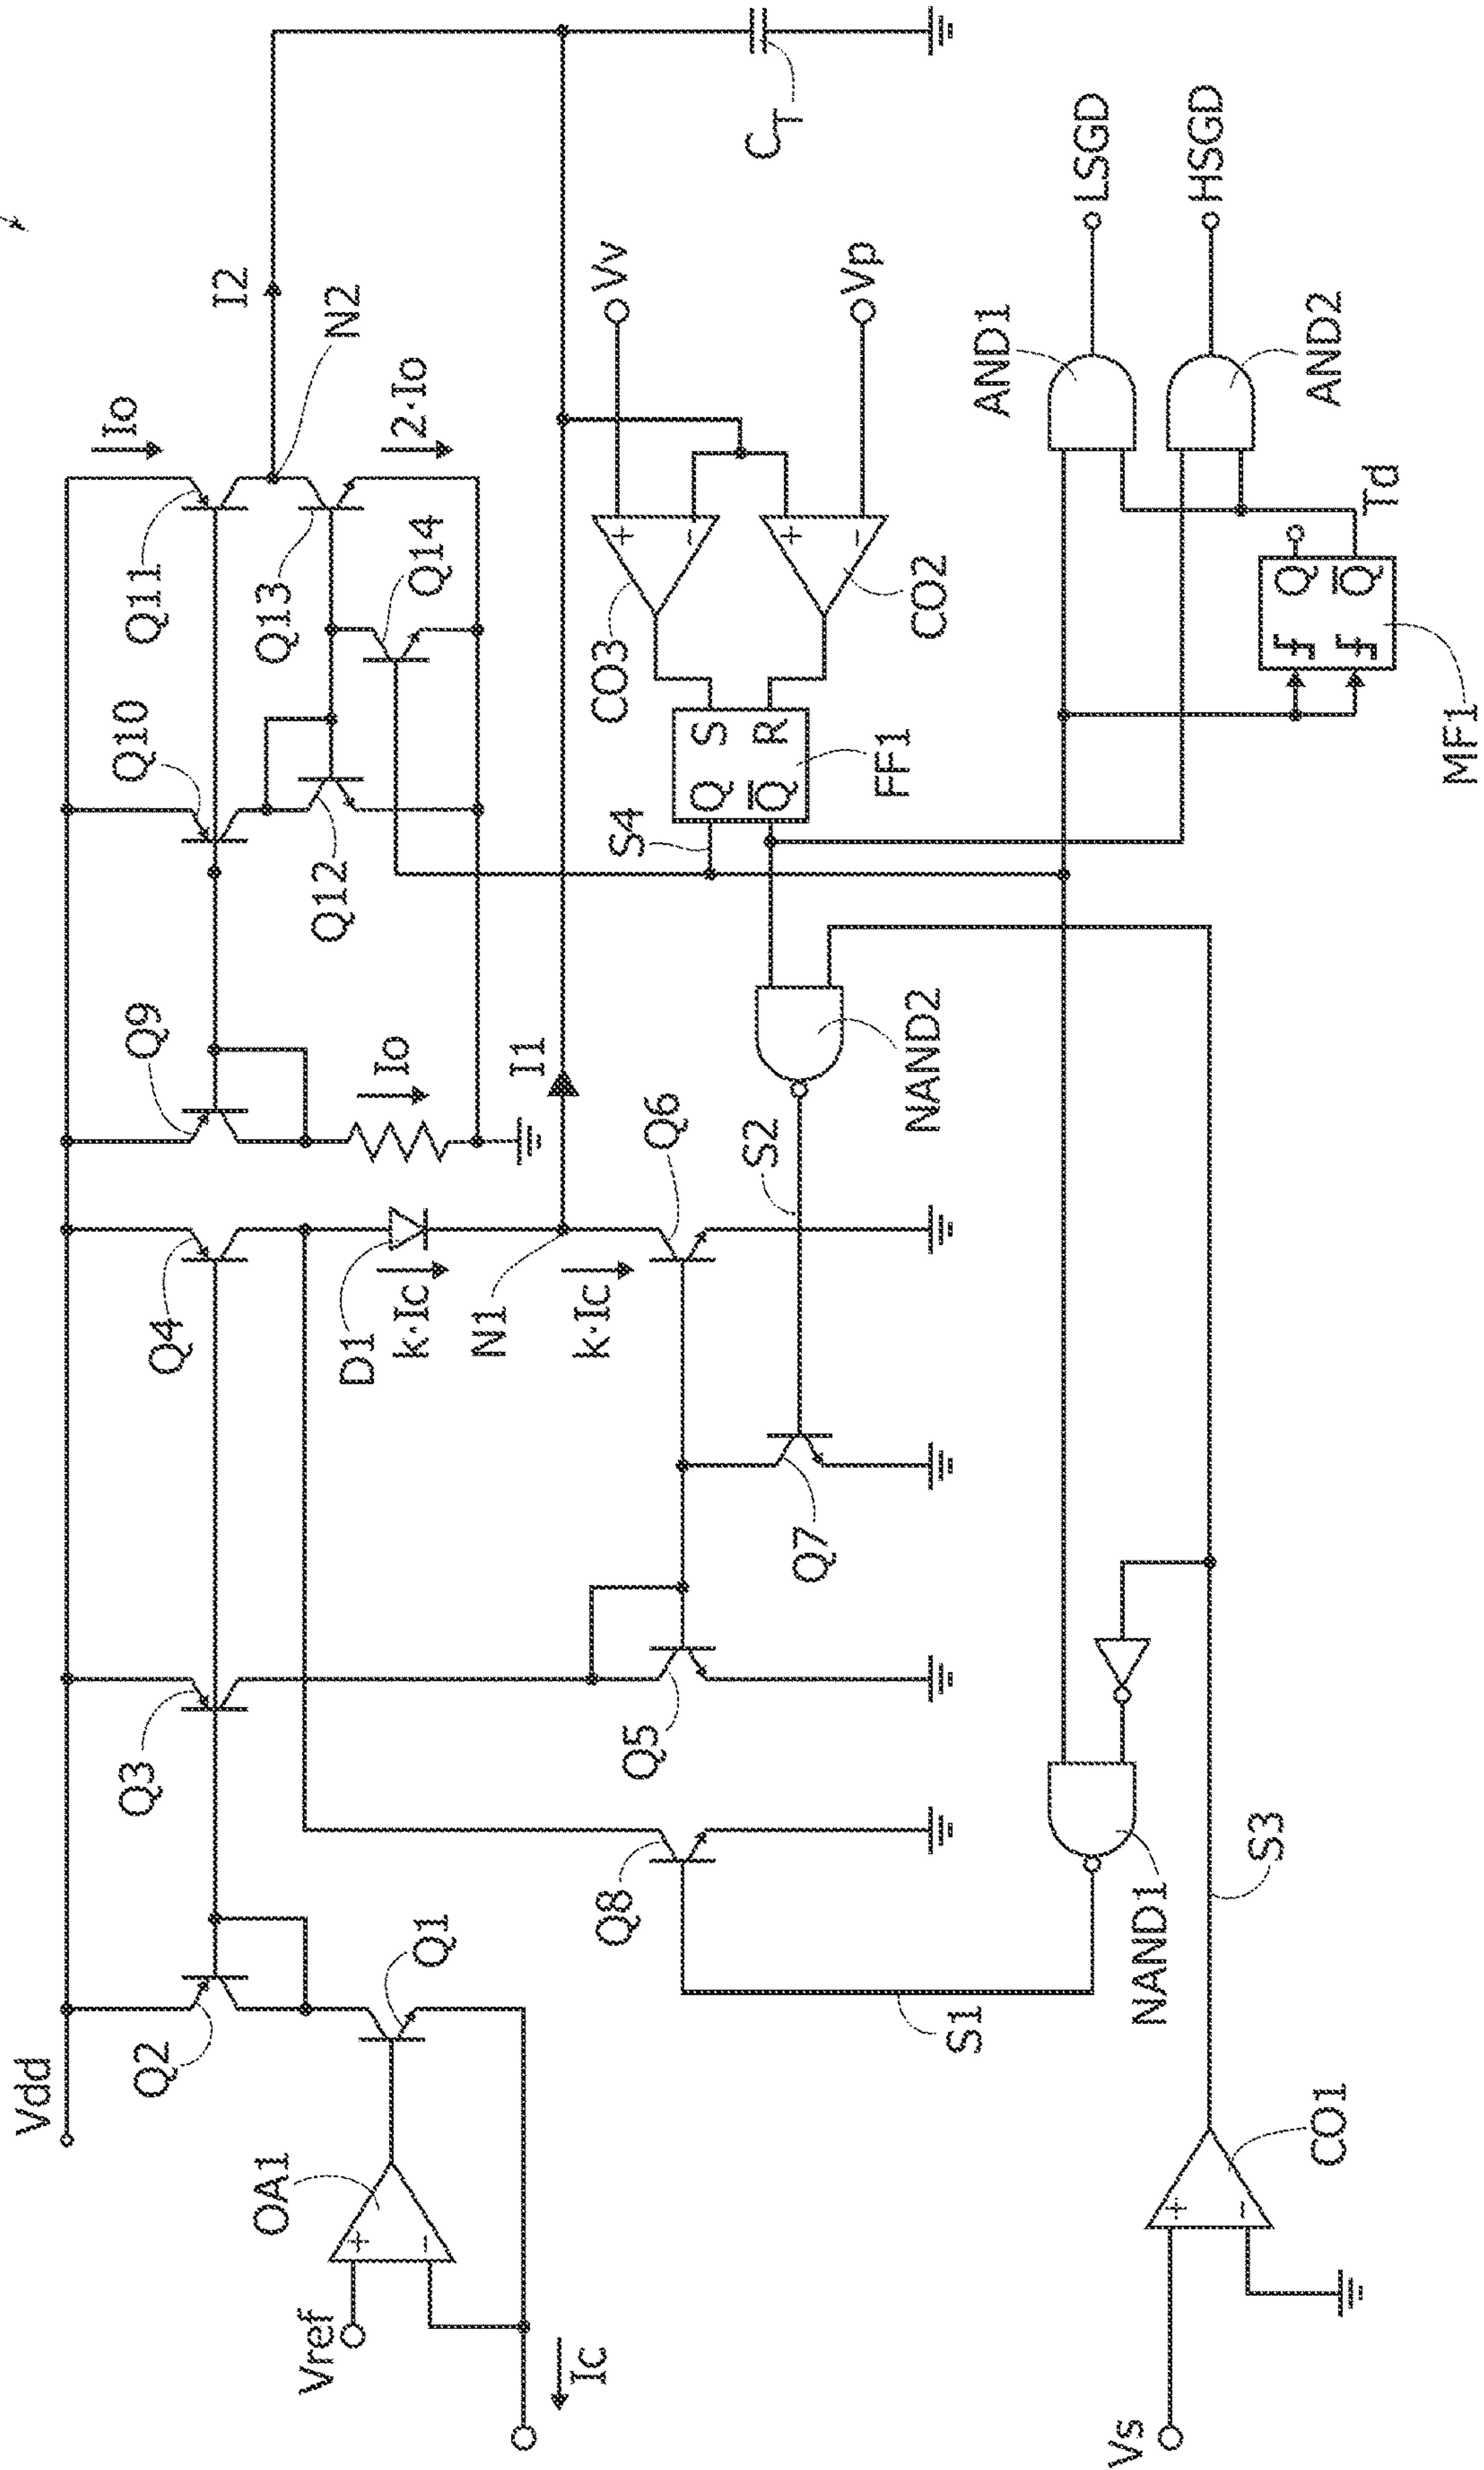 Vdd
Q2
Q3
Q4
Q9
Q10
Q11
Io
I2
N2
2·Io
Q13
Q14
Q12
Io
OA1
+
−
Vref
Q1
Ic
D1
k·Ic
N1
k·Ic
I1
Q6
Q5
Q7
Q8
S1
S2
NAND2
S4
Q
Q̅
S
R
FF1
CO3
+
−
CO2
+
−
Vv
Vp
C_T
NAND1
S3
CO1
+
−
Vs
AND1
AND2
LSGD
HSGD
MF1
Q
Q̅
Td